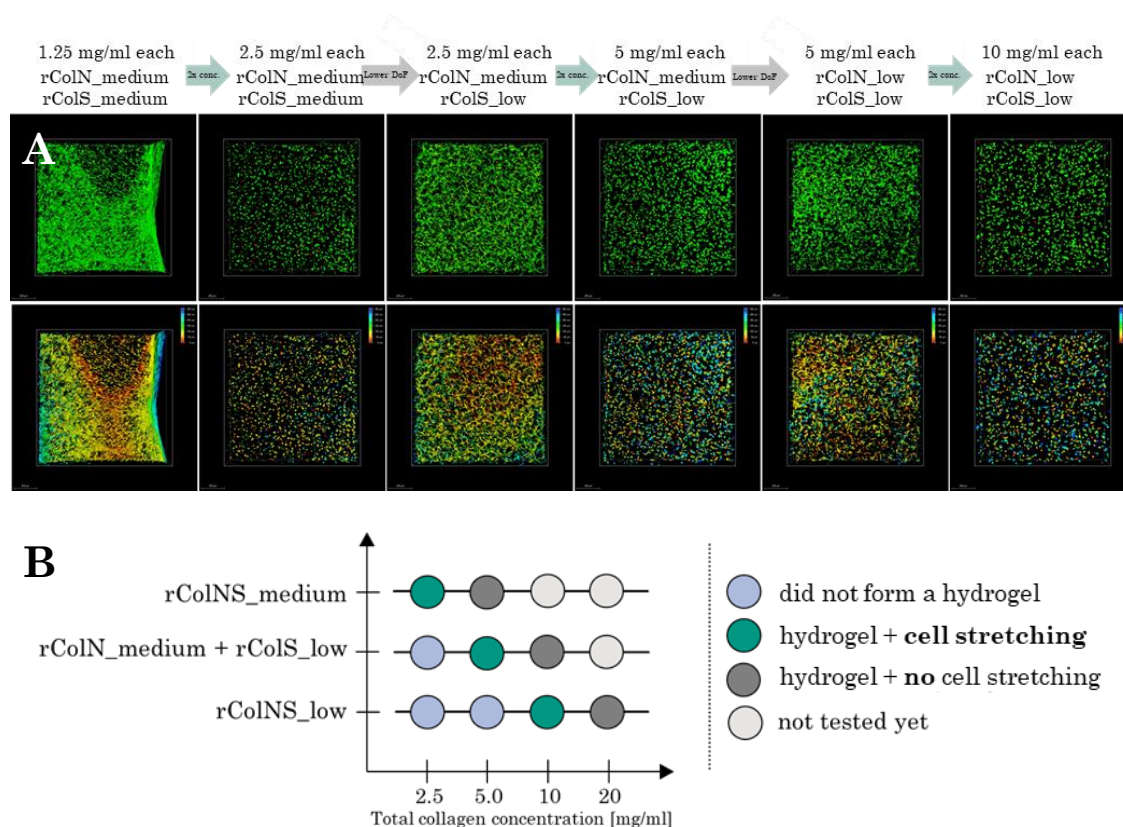 1.25 mg/ml each
rColN_medium
rColS_medium
2x conc.
2.5 mg/ml each
rColN_medium
rColS_medium
Lower DoF
2.5 mg/ml each
rColN_medium
rColS_low
2x conc.
5 mg/ml each
rColN_medium
rColS_low
Lower DoF
5 mg/ml each
rColN_low
rColS_low
2x conc.
10 mg/ml each
rColN_low
rColS_low
A
B
rColNS_medium
rColN_medium + rColS_low
rColNS_low
2.5 5.0 10 20
Total collagen concentration [mg/ml]
did not form a hydrogel
hydrogel + cell stretching
hydrogel + no cell stretching
not tested yet